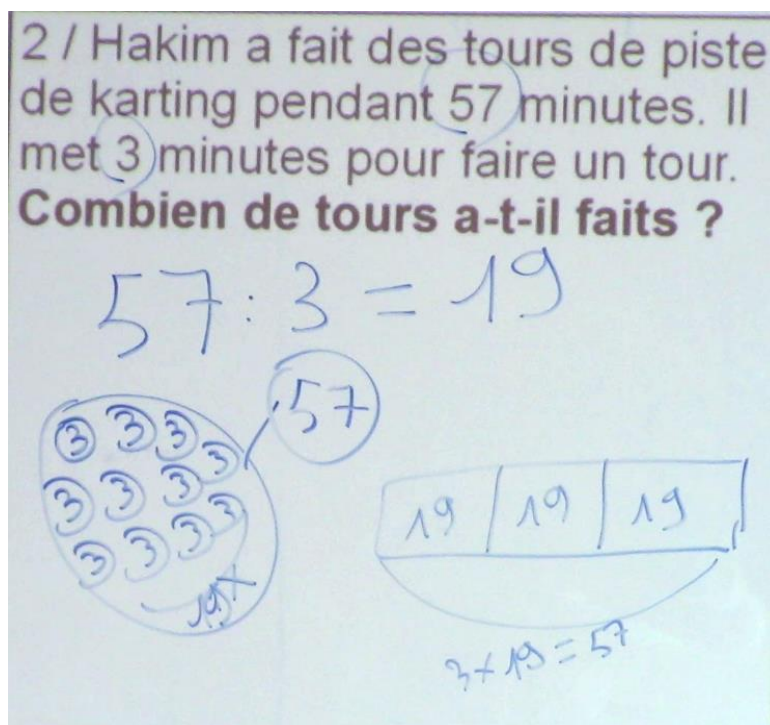 2 / Hakim a fait des tours de piste
de karting pendant 57 minutes. Il
met 3 minutes pour faire un tour.
Combien de tours a-t-il faits ?
57 : 3 = 19
57
3 3 3 3
3 3 3 3
3 3 3
19x
19 19 19
3 x 19 = 57